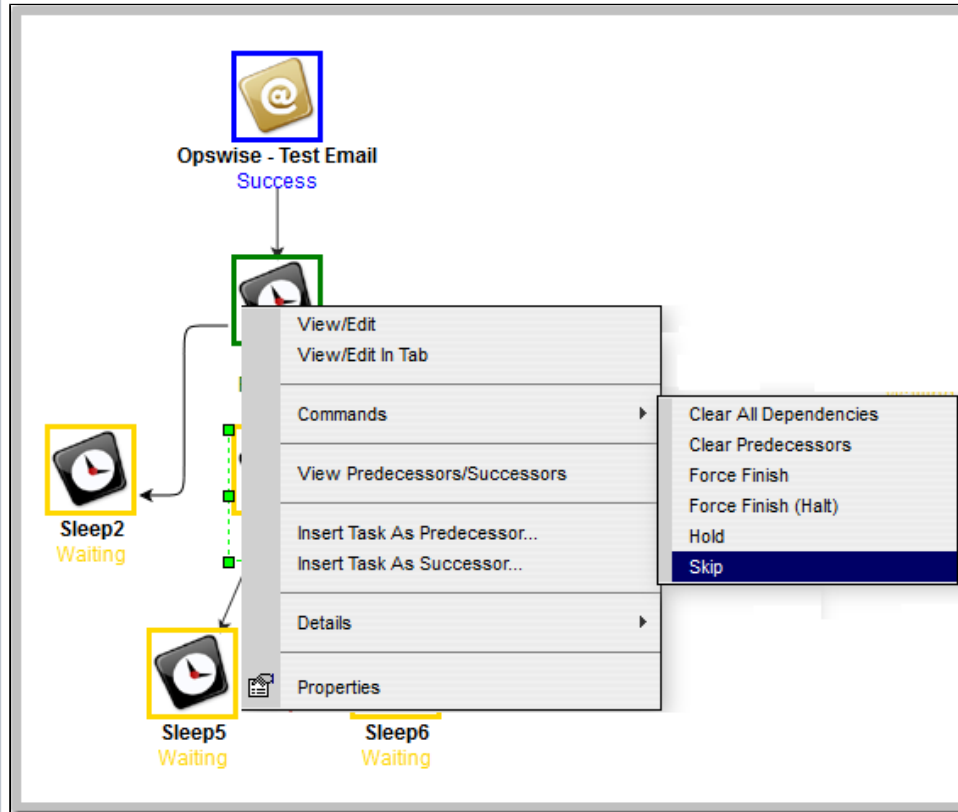 Opswise - Test Email
Success
View/Edit
View/Edit In Tab
Commands
Clear All Dependencies
Clear Predecessors
View Predecessors/Successors
Force Finish
Force Finish (Halt)
Insert Task As Predecessor...
Hold
Insert Task As Successor...
Skip
Sleep2
Waiting
Details
Properties
Sleep5
Waiting
Sleep6
Waiting